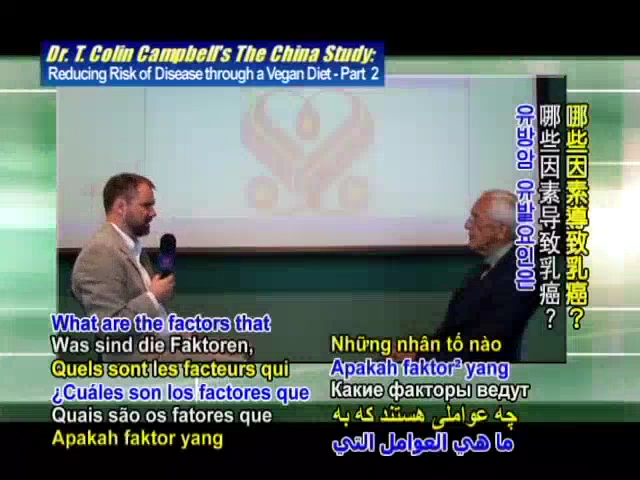 Dr. T. Colin Campbell's The China Study:
Reducing Risk of Disease through a Vegan Diet - Part 2
哪些因素導致乳癌？
哪些因素导致乳癌？
유방암 유발요인은
What are the factors that
Was sind die Faktoren,
Quels sont les facteurs qui
¿Cuáles son los factores que
Quais são os fatores que
Apakah faktor yang
Những nhân tố nào
Apakah faktor² yang
Какие факторы ведут
چه عواملی هستند که به
ما هي العوامل التي